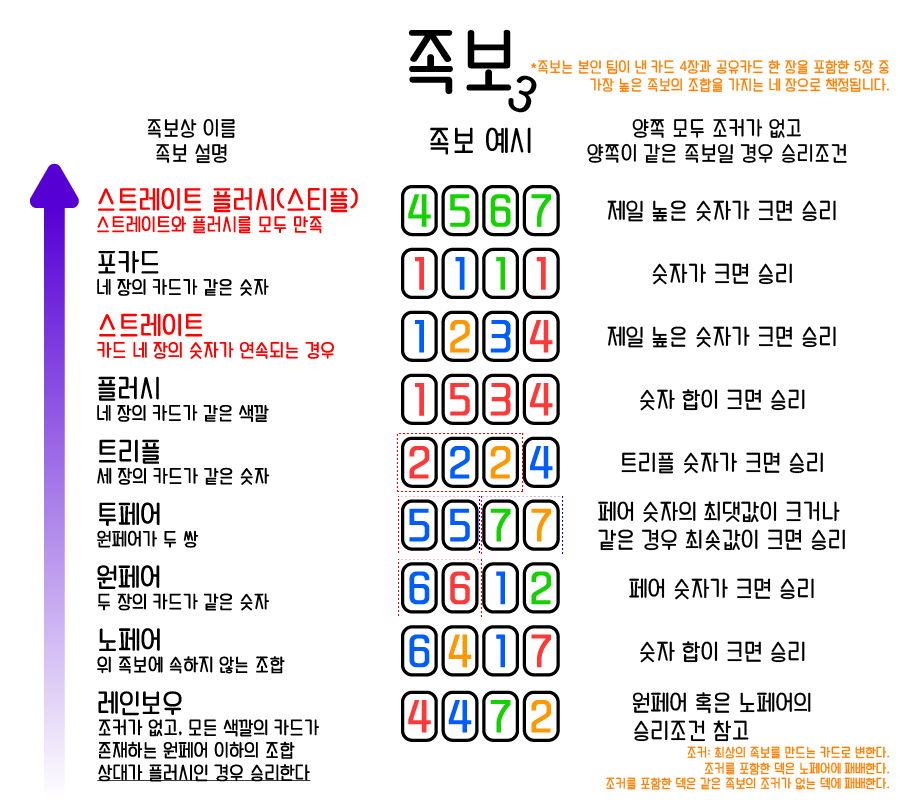 족보3
*족보는 본인 팀이 낸 카드 4장과 공유카드 한 장을 포함한 5장 중
가장 높은 족보의 조합을 가지는 네 장으로 책정됩니다.
족보상 이름
족보 설명
족보 예시
양쪽 모두 조커가 없고
양쪽이 같은 족보일 경우 승리조건
스트레이트 플러시(스티플)
스트레이트와 플러시를 모두 만족
4 5 6 7
제일 높은 숫자가 크면 승리
포카드
네 장의 카드가 같은 숫자
1 1 1 1
숫자가 크면 승리
스트레이트
카드 네 장의 숫자가 연속되는 경우
1 2 3 4
제일 높은 숫자가 크면 승리
플러시
네 장의 카드가 같은 색깔
1 5 3 4
숫자 합이 크면 승리
트리플
세 장의 카드가 같은 숫자
2 2 2 4
트리플 숫자가 크면 승리
투페어
원페어가 두 쌍
5 5 7 7
페어 숫자의 최댓값이 크거나
같은 경우 최솟값이 크면 승리
원페어
두 장의 카드가 같은 숫자
6 6 1 2
페어 숫자가 크면 승리
노페어
위 족보에 속하지 않는 조합
6 4 1 7
숫자 합이 크면 승리
레인보우
조커가 없고, 모든 색깔의 카드가
존재하는 원페어 이하의 조합
상대가 플러시인 경우 승리한다
4 4 7 2
원페어 혹은 노페어의
승리조건 참고
조커: 최상의 족보를 만드는 카드로 변한다.
조커를 포함한 덱은 노페어에 패배한다.
조커를 포함한 덱은 같은 족보의 조커가 없는 덱에 패배한다.